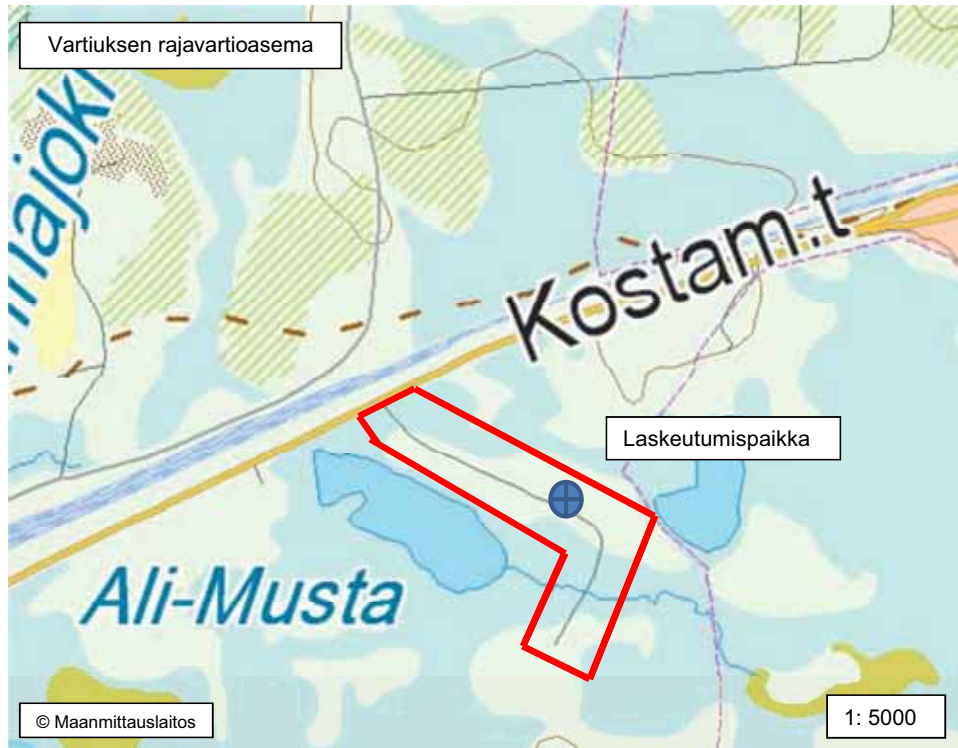 Vartiuksen rajavartioasema
Kostam.t
Laskeutumispaikka
Ali-Musta
© Maanmittauslaitos
1: 5000